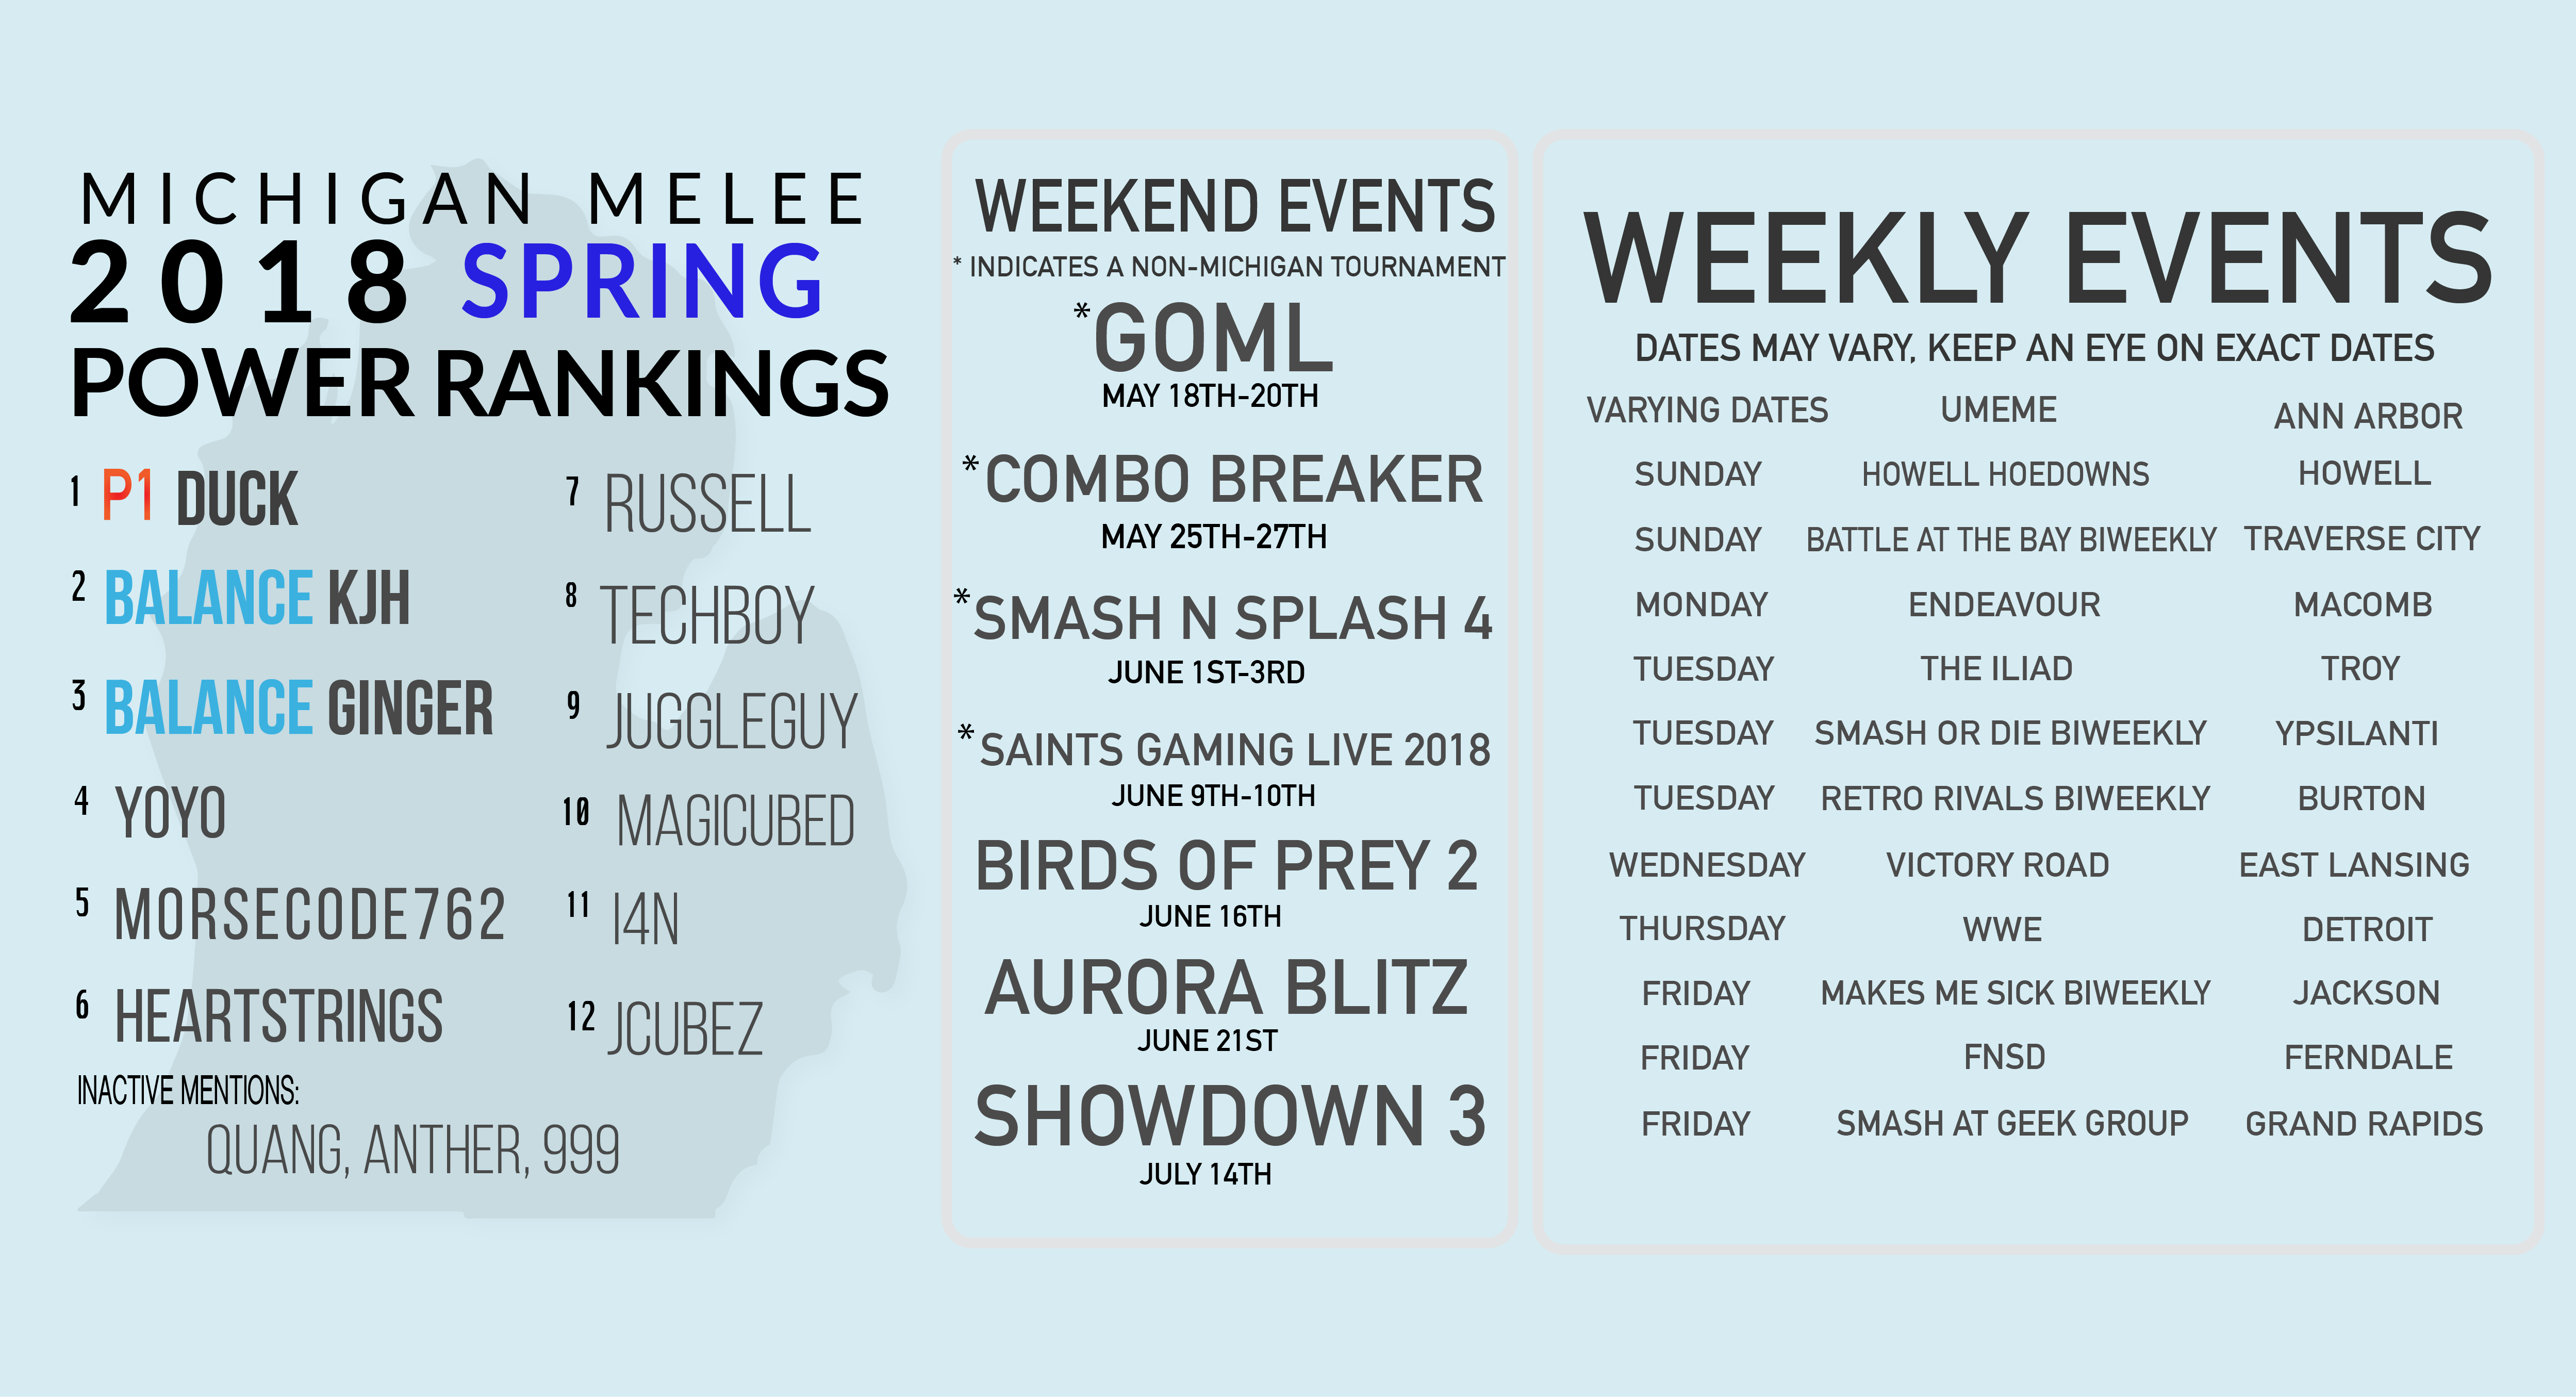 MICHIGAN MELEE
2018 SPRING
POWER RANKINGS
1 P1 DUCK
2 BALANCE KJH
3 BALANCE GINGER
4 YOYO
5 MORSECODE762
6 HEARTSTRINGS
7 RUSSELL
8 TECHBOY
9 JUGGLEGUY
10 MAGICUBED
11 I4N
12 JCUBEZ
INACTIVE MENTIONS:
QUANG, ANTHER, 999
WEEKEND EVENTS
* INDICATES A NON-MICHIGAN TOURNAMENT
*GOML
MAY 18TH-20TH
*COMBO BREAKER
MAY 25TH-27TH
*SMASH N SPLASH 4
JUNE 1ST-3RD
*SAINTS GAMING LIVE 2018
JUNE 9TH-10TH
BIRDS OF PREY 2
JUNE 16TH
AURORA BLITZ
JUNE 21ST
SHOWDOWN 3
JULY 14TH
WEEKLY EVENTS
DATES MAY VARY, KEEP AN EYE ON EXACT DATES
VARYING DATES UMEME ANN ARBOR
SUNDAY HOWELL HOEDOWNS HOWELL
SUNDAY BATTLE AT THE BAY BIWEEKLY TRAVERSE CITY
MONDAY ENDEAVOUR MACOMB
TUESDAY THE ILIAD TROY
TUESDAY SMASH OR DIE BIWEEKLY YPSILANTI
TUESDAY RETRO RIVALS BIWEEKLY BURTON
WEDNESDAY VICTORY ROAD EAST LANSING
THURSDAY WWE DETROIT
FRIDAY MAKES ME SICK BIWEEKLY JACKSON
FRIDAY FNSD FERNDALE
FRIDAY SMASH AT GEEK GROUP GRAND RAPIDS